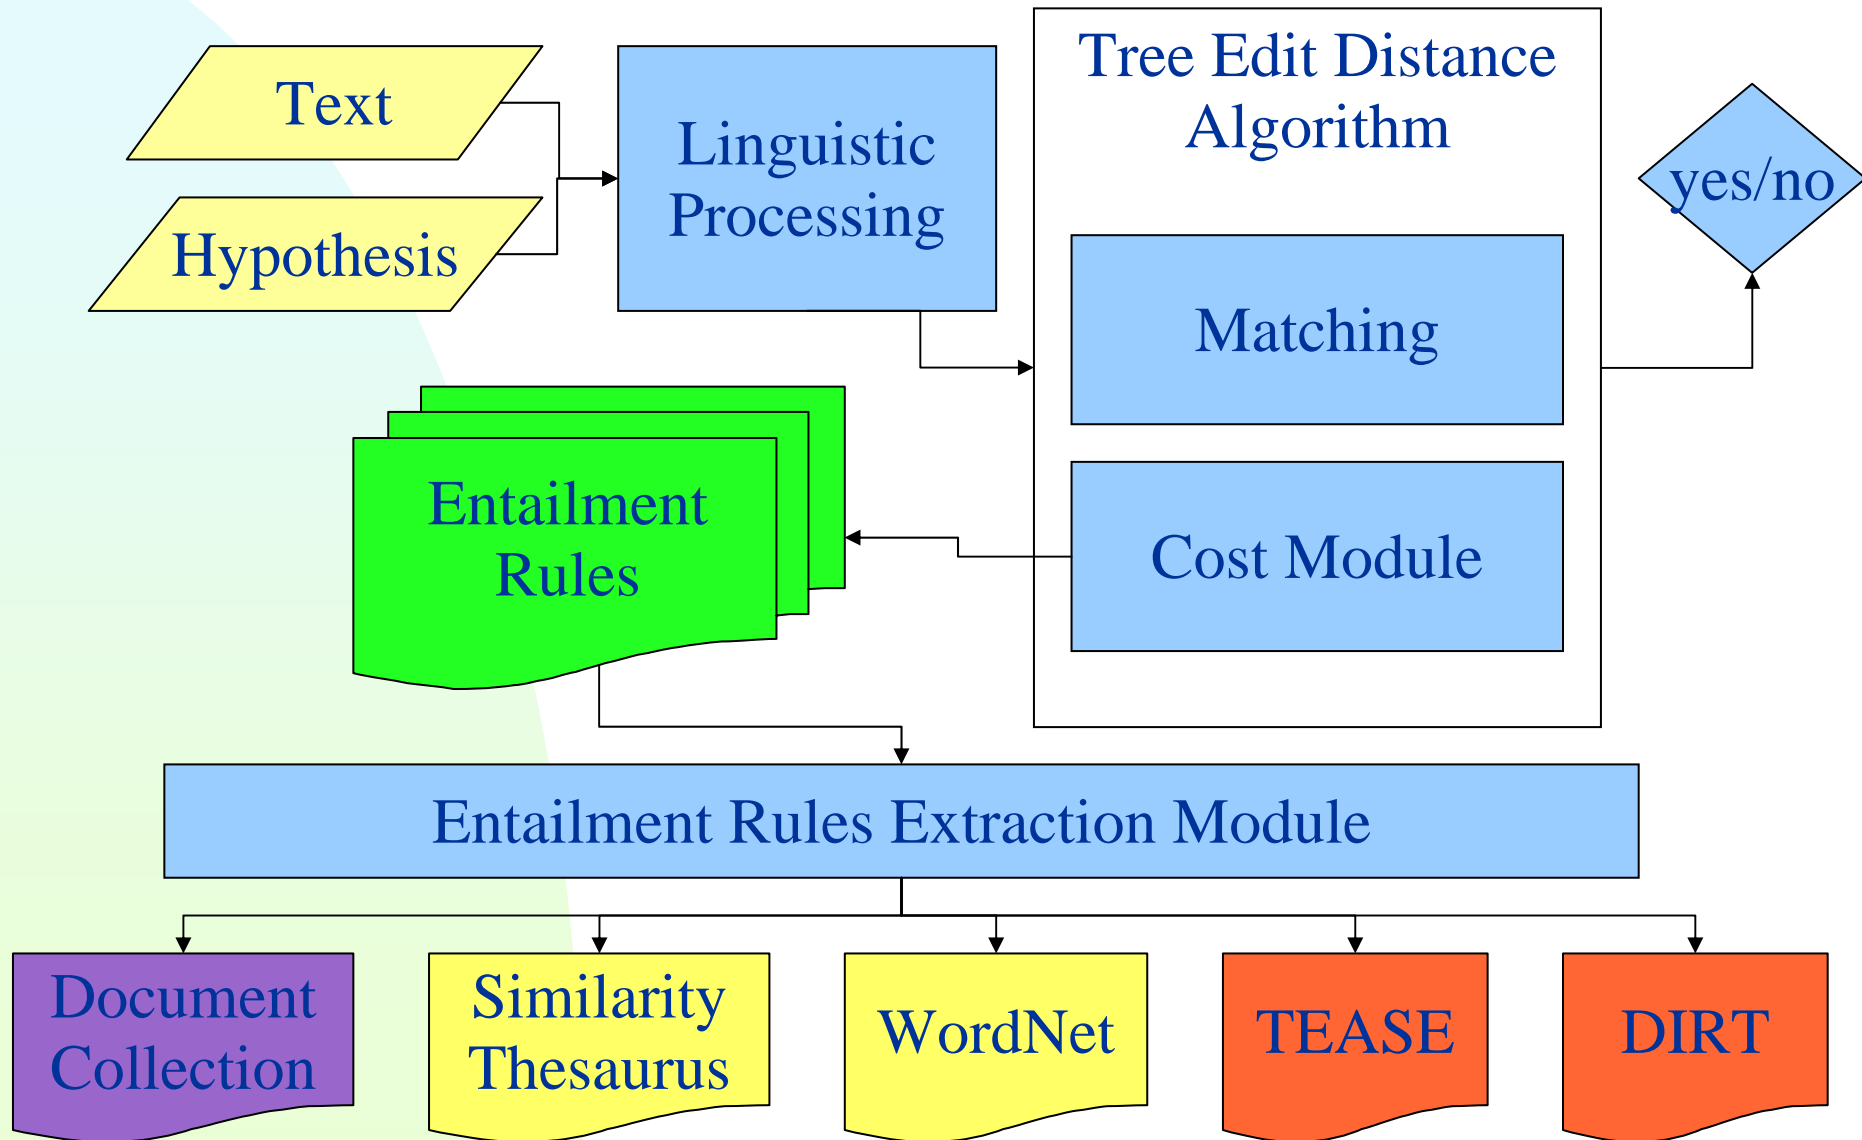 Text
Hypothesis
Linguistic
Processing
Tree Edit Distance
Algorithm
Matching
Cost Module
yes/no
Entailment
Rules
Entailment Rules Extraction Module
Document
Collection
Similarity
Thesaurus
WordNet
TEASE
DIRT